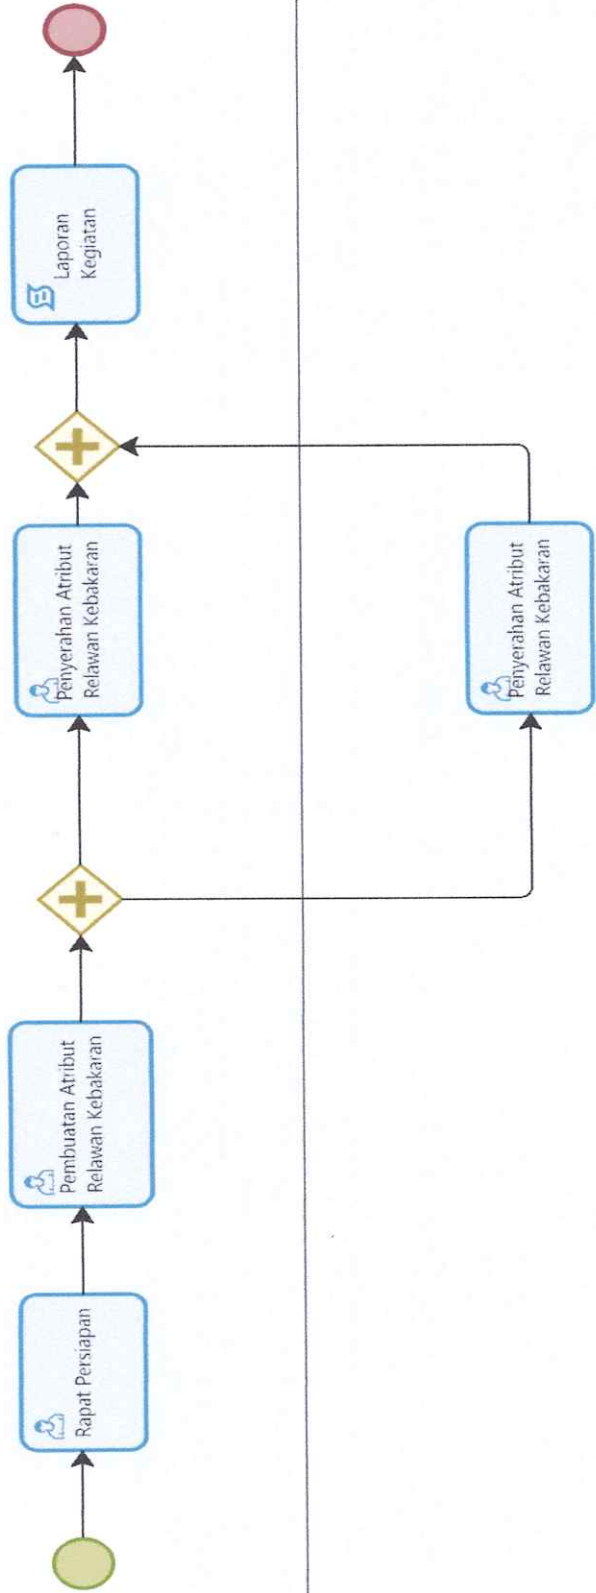 Rapat Persiapan
Pembuatan Atribut
Relawan Kebakaran
Penyerahan Atribut
Relawan Kebakaran
Penyerahan Atribut
Relawan Kebakaran
Laporan
Kegiatan